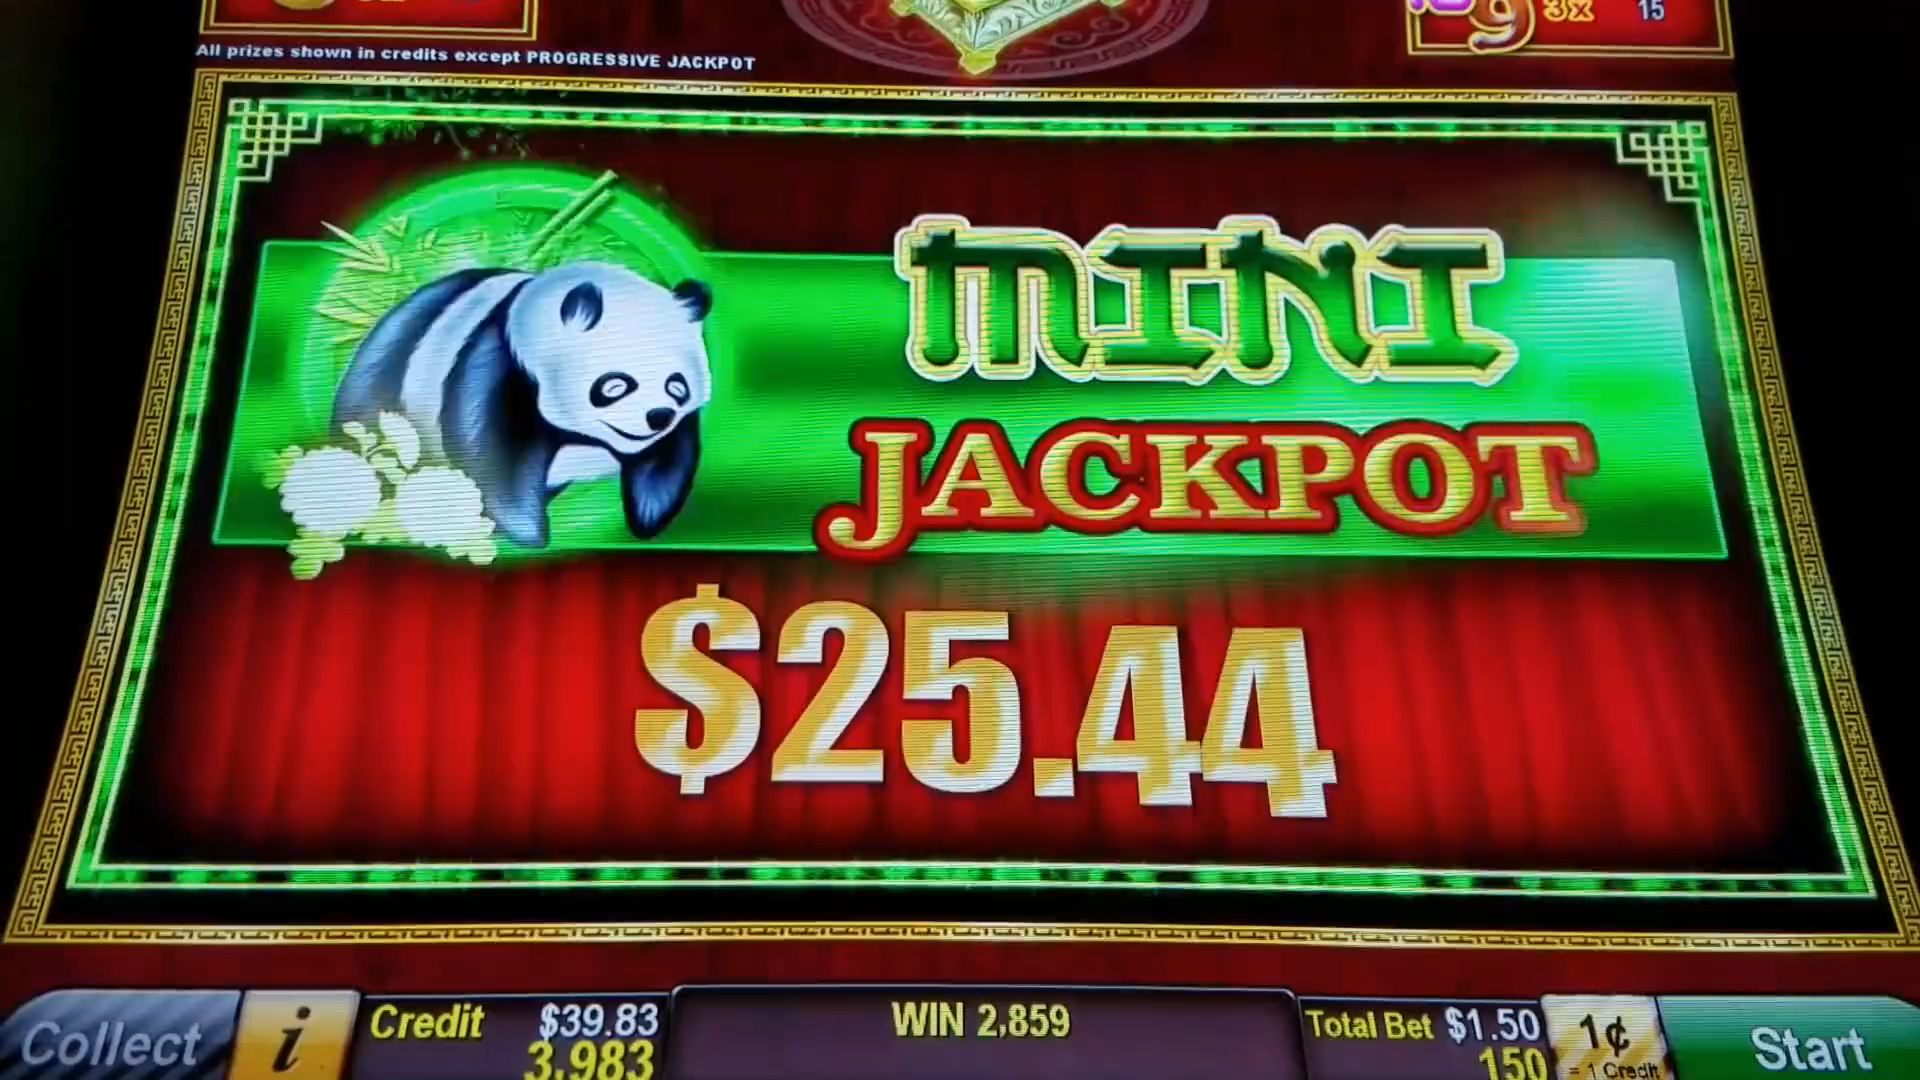 9 3x 15
All prizes shown in credits except PROGRESSIVE JACKPOT
MINI
JACKPOT
$25.44
Collect
i
Credit $39.83
3,983
WIN 2,859
Total Bet $1.50
150
1¢
= 1 Credit
Start